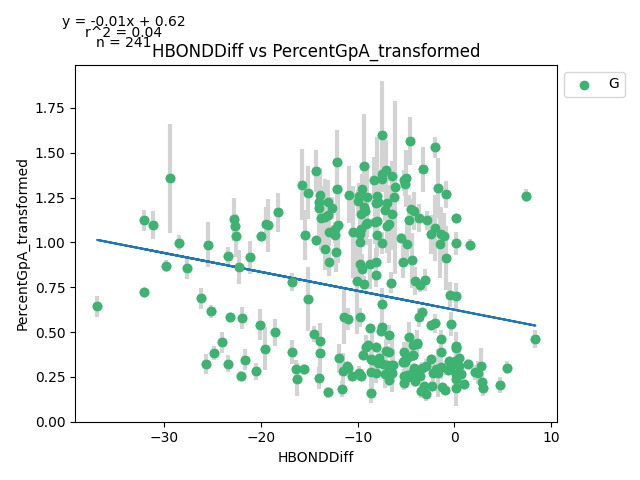 y = -0.01x + 0.62
r^2 = 0.04
n = 241
HBONDDiff vs PercentGpA_transformed
G
PercentGpA_transformed
1.75
1.50
1.25
1.00
0.75
0.50
0.25
0.00
−30 −20 −10 0 10
HBONDDiff